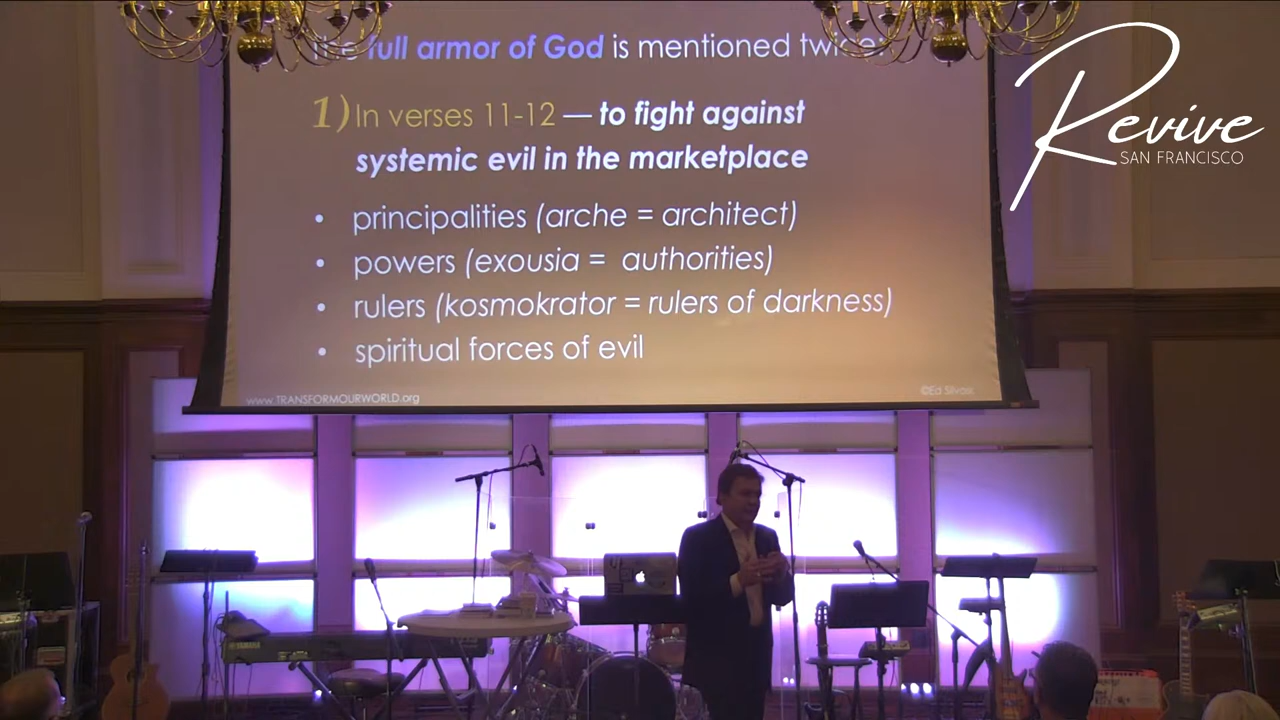 the full armor of God is mentioned twice:
1) In verses 11-12 — to fight against
systemic evil in the marketplace
• principalities (arche = architect)
• powers (exousia = authorities)
• rulers (kosmokrator = rulers of darkness)
• spiritual forces of evil
www.TRANSFORMOURWORLD.org
©Ed Silvoso
Revive
SAN FRANCISCO
YAMAHA